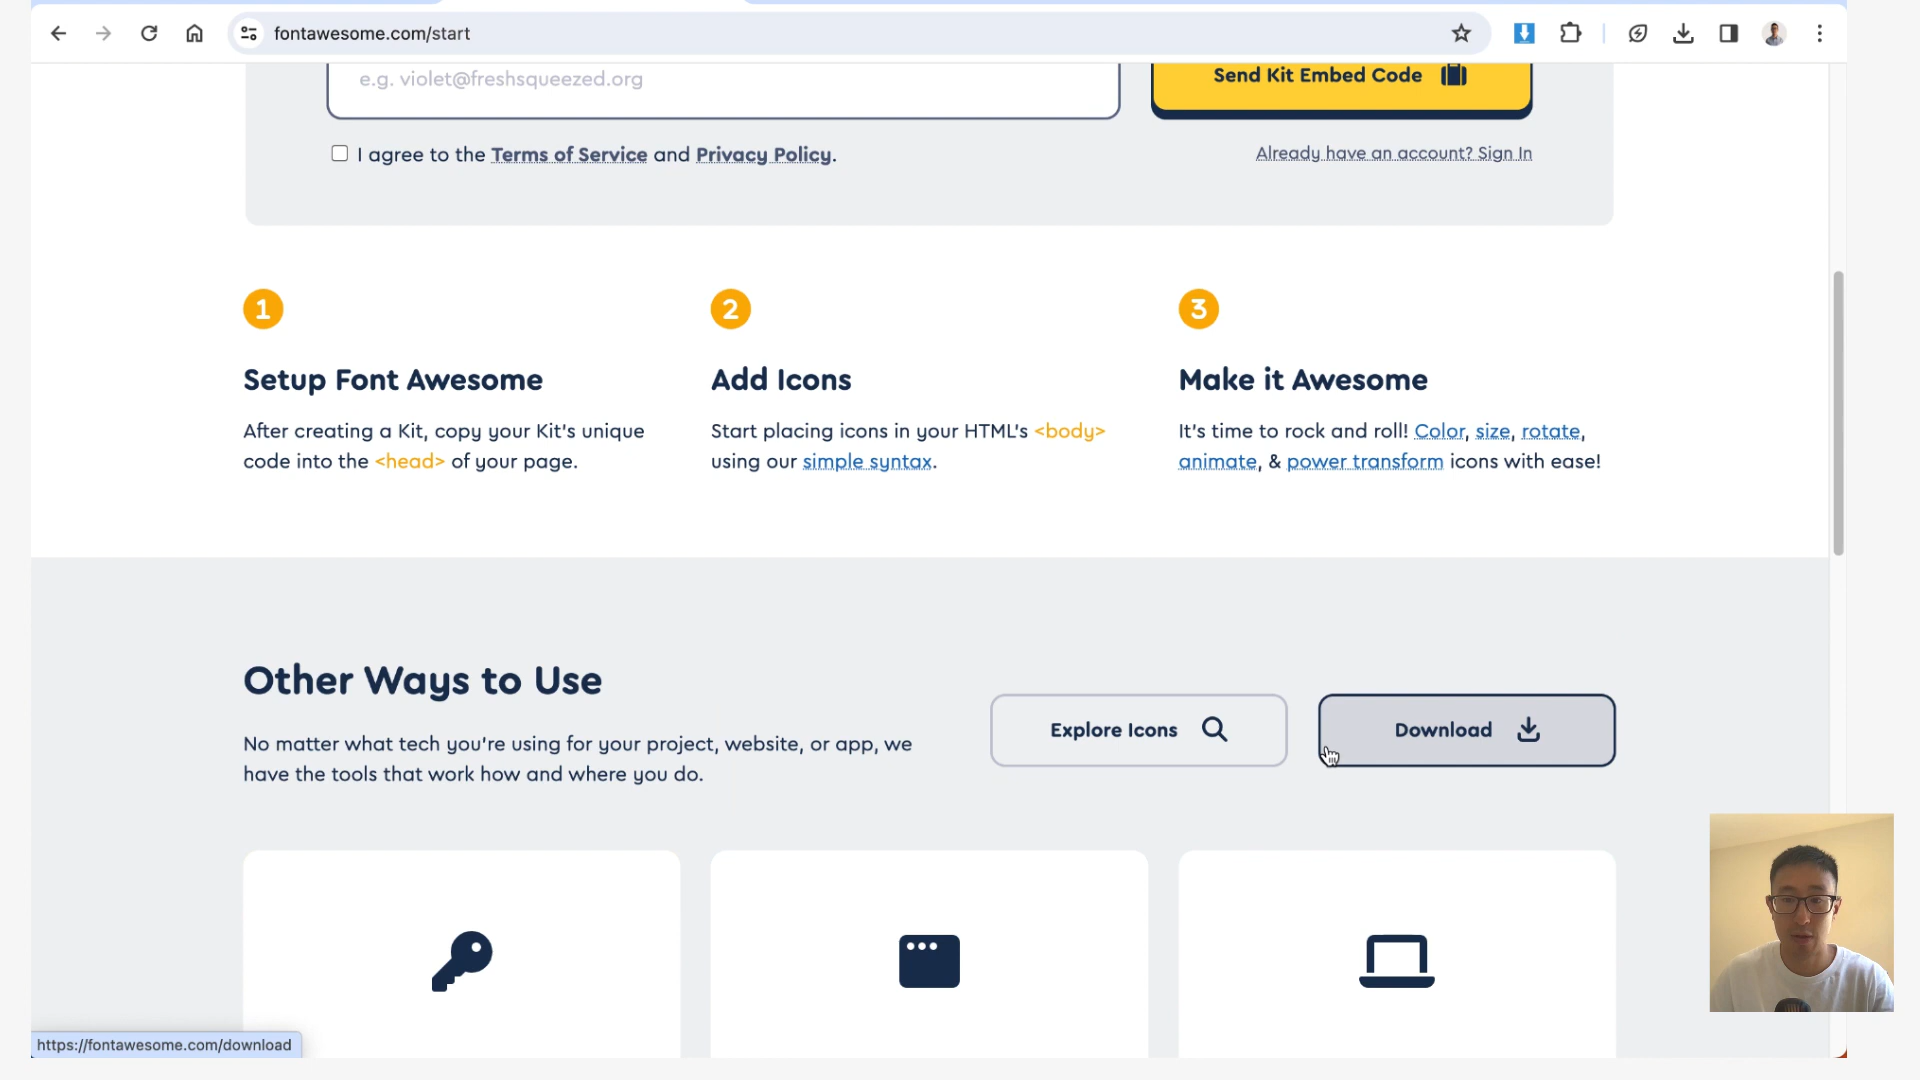 fontawesome.com/start
e.g. violet@freshsqueezed.org
Send Kit Embed Code
I agree to the Terms of Service and Privacy Policy.
Already have an account? Sign In
1
Setup Font Awesome
After creating a Kit, copy your Kit's unique
code into the <head> of your page.
2
Add Icons
Start placing icons in your HTML's <body>
using our simple syntax.
3
Make it Awesome
It's time to rock and roll! Color, size, rotate,
animate, & power transform icons with ease!
Other Ways to Use
No matter what tech you're using for your project, website, or app, we
have the tools that work how and where you do.
Explore Icons
Download
https://fontawesome.com/download